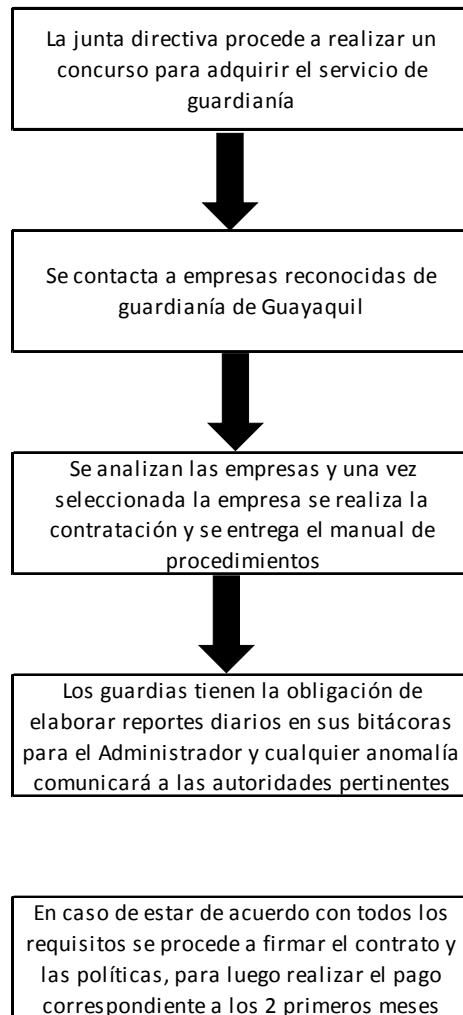 La junta directiva procede a realizar un
concurso para adquirir el servicio de
guardianía
Se contacta a empresas reconocidas de
guardianía de Guayaquil
Se analizan las empresas y una vez
seleccionada la empresa se realiza la
contratación y se entrega el manual de
procedimientos
Los guardias tienen la obligación de
elaborar reportes diarios en sus bitácoras
para el Administrador y cualquier anomalía
comunicará a las autoridades pertinentes
En caso de estar de acuerdo con todos los
requisitos se procede a firmar el contrato y
las políticas, para luego realizar el pago
correspondiente a los 2 primeros meses